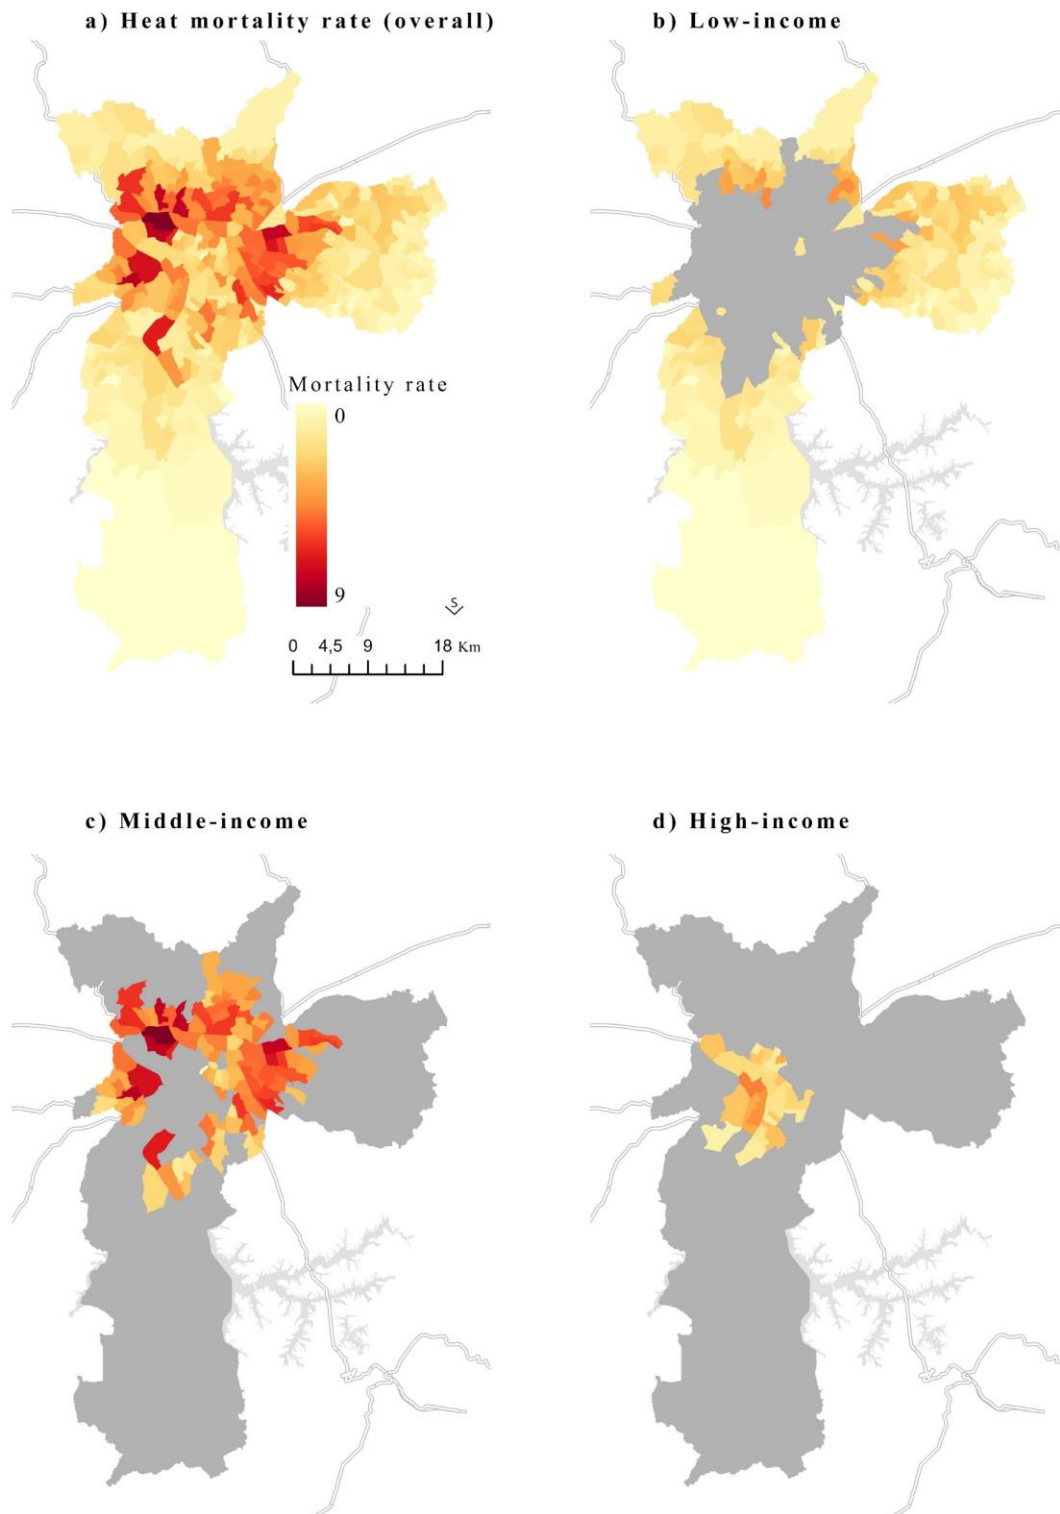 a) Heat mortality rate (overall)
b) Low-income
Mortality rate
0
9
S
0 4,5 9 18 Km
c) Middle-income
d) High-income